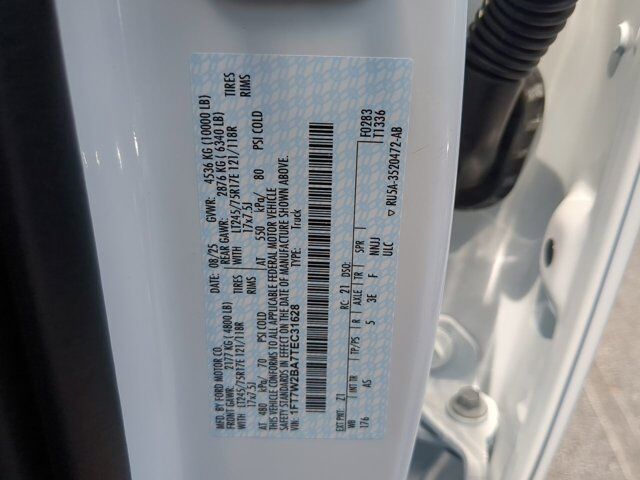 MFD. BY FORD MOTOR CO. 08/25 GVWR: 4536 KG (10000 LB)
FRONT GAWR: 2177 KG (4800 LB) REAR GAWR: 2876 KG (6340 LB)
WITH LT245/75R17E 121/118R TIRES WITH LT245/75R17E 121/118R TIRES
17x7.5J RIMS 17x7.5J RIMS
AT 480 kPa/ 70 PSI COLD AT 550 kPa/ 80 PSI COLD
THIS VEHICLE CONFORMS TO ALL APPLICABLE FEDERAL MOTOR VEHICLE
SAFETY STANDARDS IN EFFECT ON THE DATE OF MANUFACTURE SHOWN ABOVE.
VIN: 1FT7W2BA7TEC31628
TYPE: Truck
F0283
T1336
EXT PNT: Z1 RC: 21 DSO:
WB INT TR TP/PS R AXLE TR SPR
176 AS 5 3E F NNUJ
ULC
▽ RU5A-3520472-AB